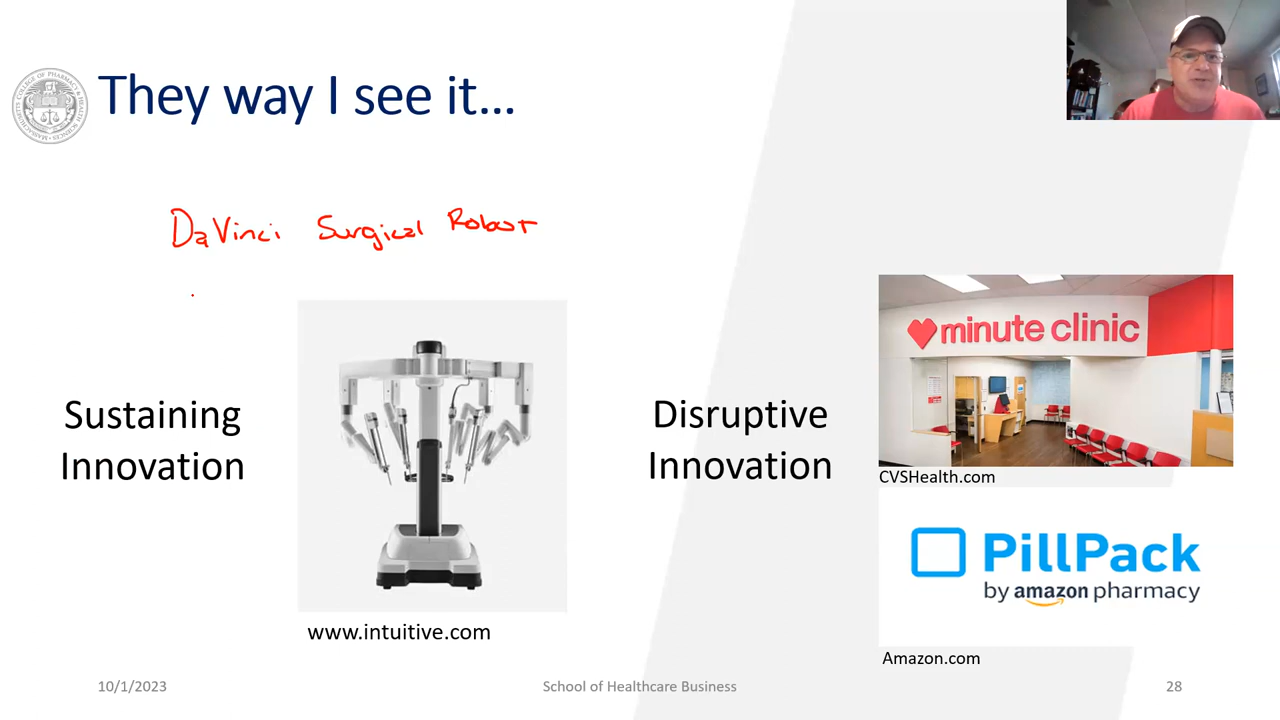 They way I see it...
DaVinci Surgical Robot
Sustaining
Innovation
www.intuitive.com
Disruptive
Innovation
minute clinic
CVSHealth.com
PillPack
by amazon pharmacy
Amazon.com
10/1/2023
School of Healthcare Business
28